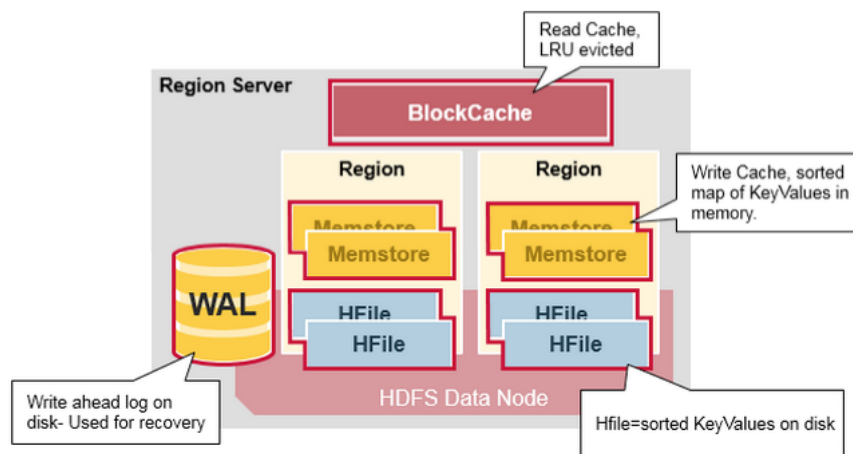 Read Cache,
LRU evicted
Region Server
BlockCache
Region
Region
Write Cache, sorted
map of KeyValues in
memory.
Memstore
Memstore
Memstore
Memstore
WAL
HFile
HFile
HFile
HFile
HDFS Data Node
Write ahead log on
disk- Used for recovery
Hfile=sorted KeyValues on disk